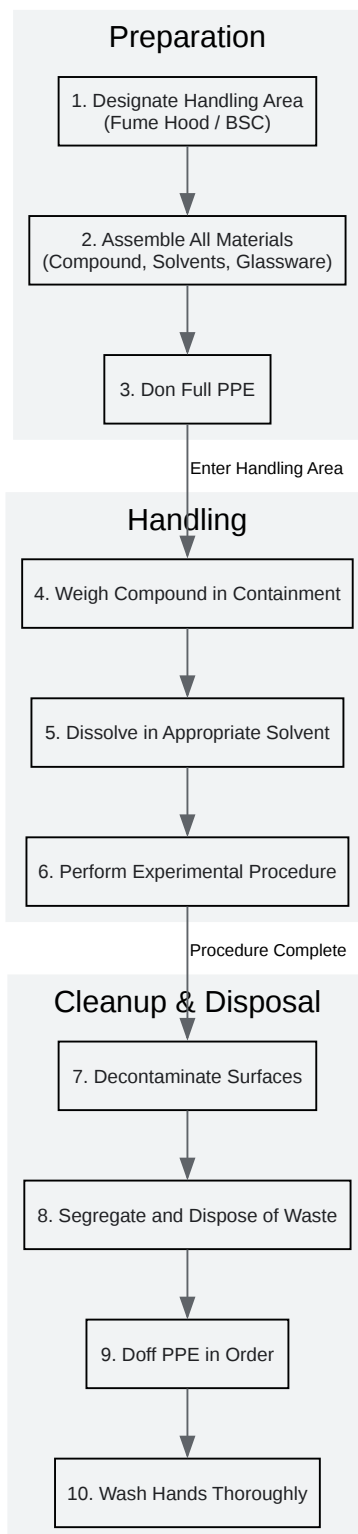 Preparation
1. Designate Handling Area
(Fume Hood / BSC)
2. Assemble All Materials
(Compound, Solvents, Glassware)
3. Don Full PPE
Enter Handling Area
Handling
4. Weigh Compound in Containment
5. Dissolve in Appropriate Solvent
6. Perform Experimental Procedure
Procedure Complete
Cleanup & Disposal
7. Decontaminate Surfaces
8. Segregate and Dispose of Waste
9. Doff PPE in Order
10. Wash Hands Thoroughly